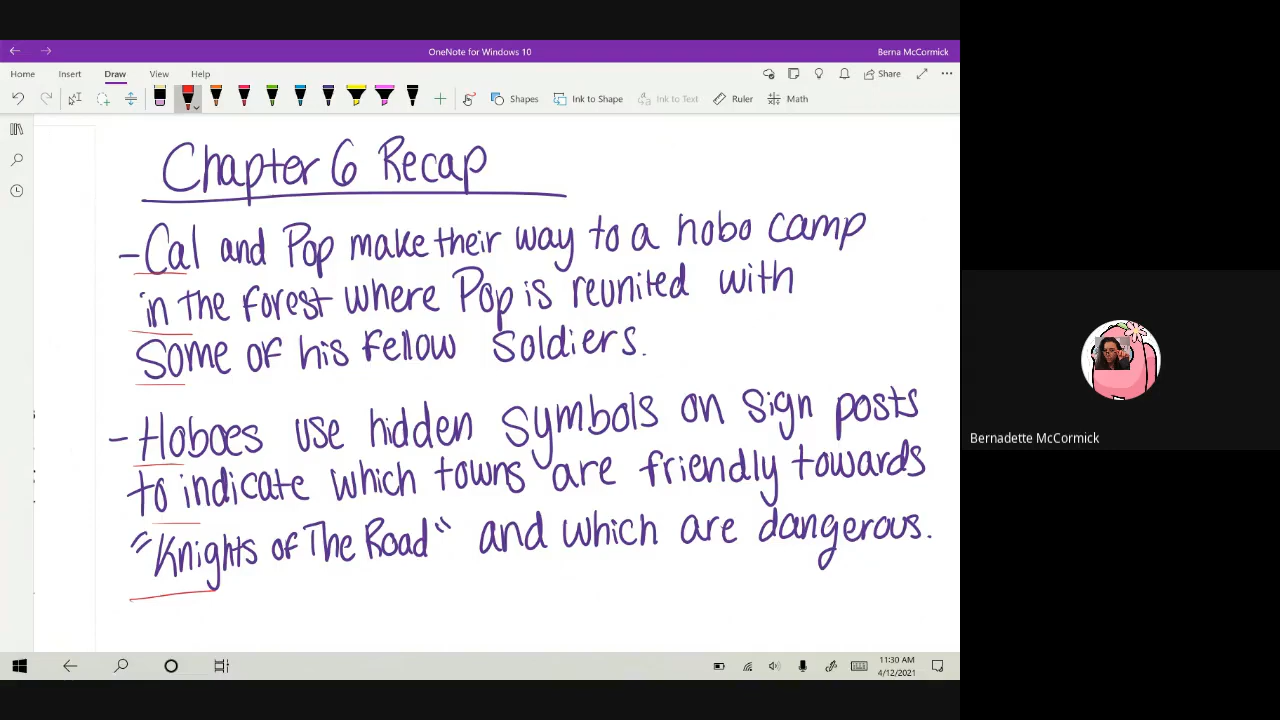 OneNote for Windows 10
Berna McCormick
Home Insert Draw View Help
Share
Shapes Ink to Shape Ink to Text Ruler Math
Chapter 6 Recap
- Cal and Pop make their way to a hobo camp
in the forest where Pop is reunited with
some of his fellow soldiers.
- Hoboes use hidden symbols on sign posts
to indicate which towns are friendly towards
"Knights of The Road" and which are dangerous.
Bernadette McCormick
11:30 AM
4/12/2021